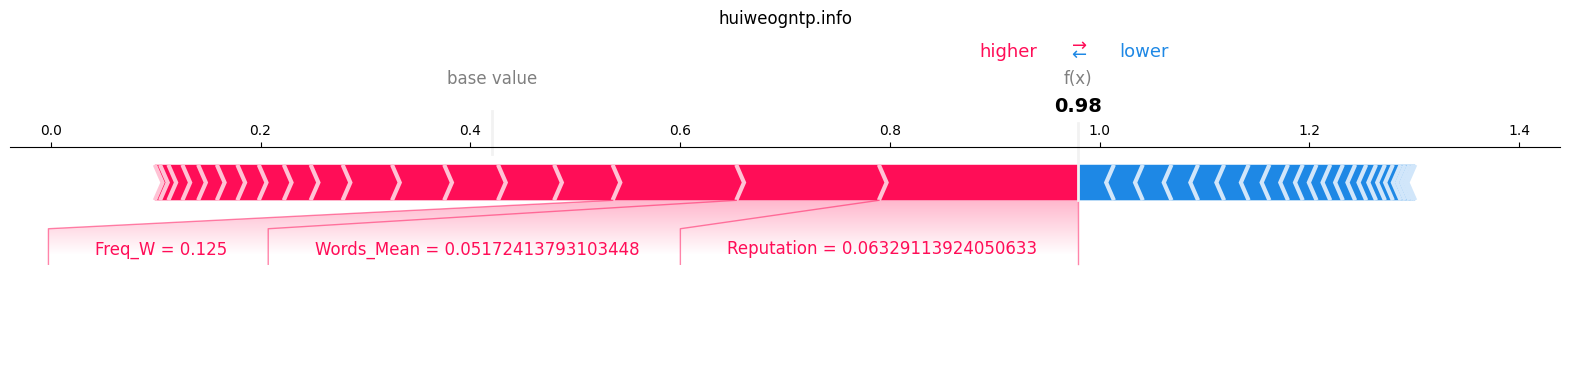 huiweogntp.info
higher ⇄ lower
base value f(x)
0.98
0.0 0.2 0.4 0.6 0.8 1.0 1.2 1.4
Freq_W = 0.125 Words_Mean = 0.05172413793103448 Reputation = 0.06329113924050633